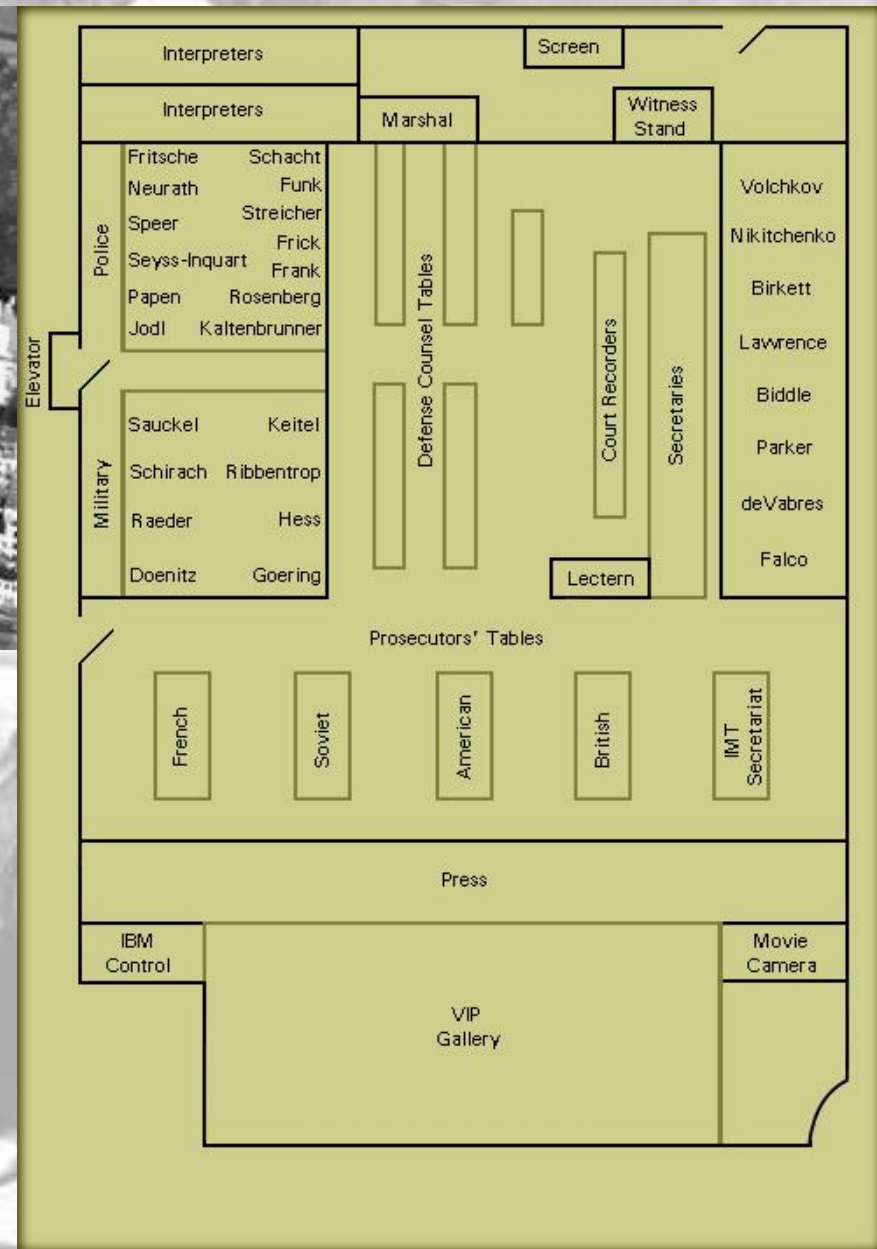 Interpreters
Screen
Interpreters
Marshal
Witness
Stand
Fritsche Schacht
Neurath Funk
Speer Streicher
Frick
Seyss-Inquart Frank
Papen Rosenberg
Jodl Kaltenbrunner
Police
Elevator
Sauckel Keitel
Schirach Ribbentrop
Raeder Hess
Doenitz Goering
Military
Defense Counsel Tables
Court Recorders
Secretaries
Lectern
Volchkov
Nikitchenko
Birkett
Lawrence
Biddle
Parker
deVabres
Falco
Prosecutors' Tables
French
Soviet
American
British
IMT
Secretariat
Press
IBM
Control
Movie
Camera
VIP
Gallery